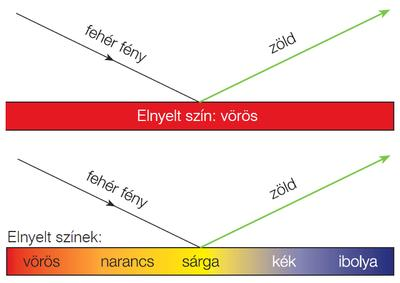 fehér fény
zöld
Elnyelt szín: vörös
fehér fény
zöld
Elnyelt színek:
vörös narancs sárga kék ibolya